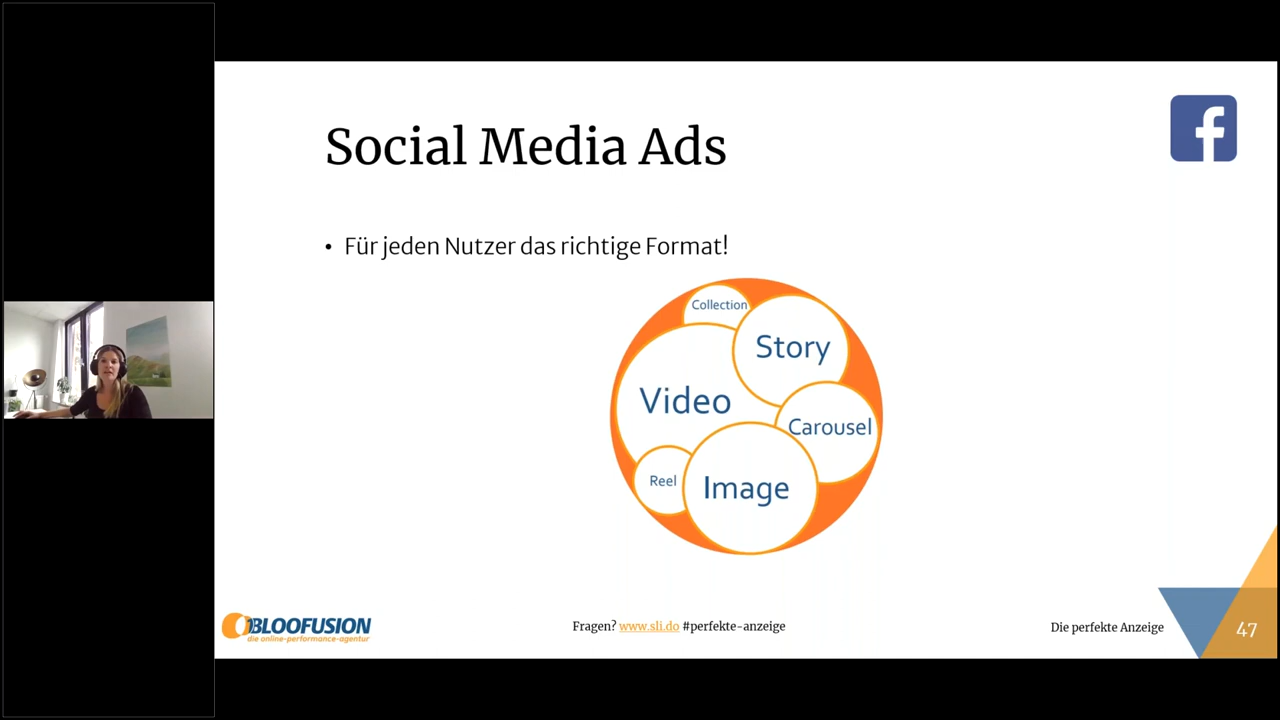 Social Media Ads
• Für jeden Nutzer das richtige Format!
Collection
Story
Video
Carousel
Reel
Image
BLOOFUSION
die online-performance-agentur
Fragen? www.sli.do #perfekte-anzeige
Die perfekte Anzeige
47